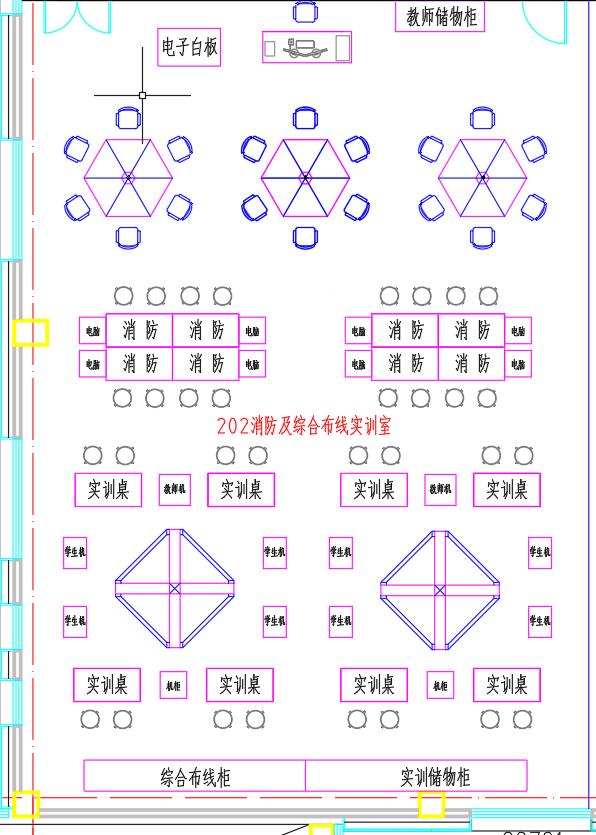 教师储物柜
电子白板
电脑 消防 消防 电脑 电脑 消防 消防 电脑
电脑 消防 消防 电脑 电脑 消防 消防 电脑
202消防及综合布线实训室
实训桌 教师机 实训桌 实训桌 教师机 实训桌
学生机 学生机 学生机 学生机
学生机 学生机 学生机 学生机
实训桌 机柜 实训桌 实训桌 机柜 实训桌
综合布线柜 实训储物柜